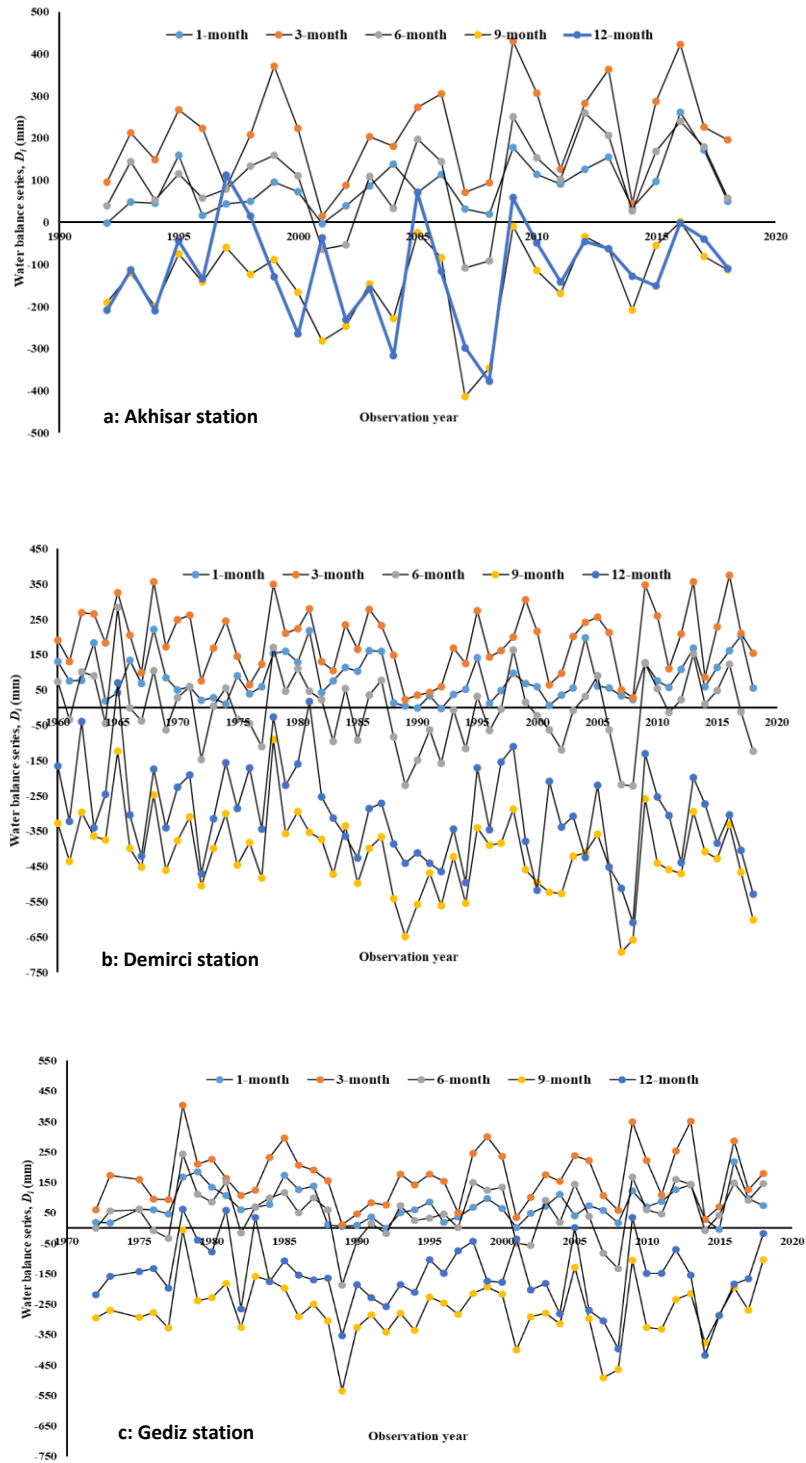 500
1-month 3-month 6-month 9-month 12-month
400
300
200
100
0
1990 1995 2000 2005 2010 2015 2020
-100
-200
-300
-400
-500
Water balance series, Di (mm)
a: Akhisar station
Observation year
450
1-month 3-month 6-month 9-month 12-month
350
250
150
50
-50
1960 1965 1970 1975 1980 1985 1990 1995 2000 2005 2010 2015 2020
-150
-250
-350
-450
-550
-650
-750
Water balance series, Di (mm)
b: Demirci station
Observation year
550
1-month 3-month 6-month 9-month 12-month
450
350
250
150
50
-50
1970 1980 1990 2000 2010 2020
-150
-250
-350
-450
-550
-650
-750
Water balance series, Di (mm)
c: Gediz station
Observation year